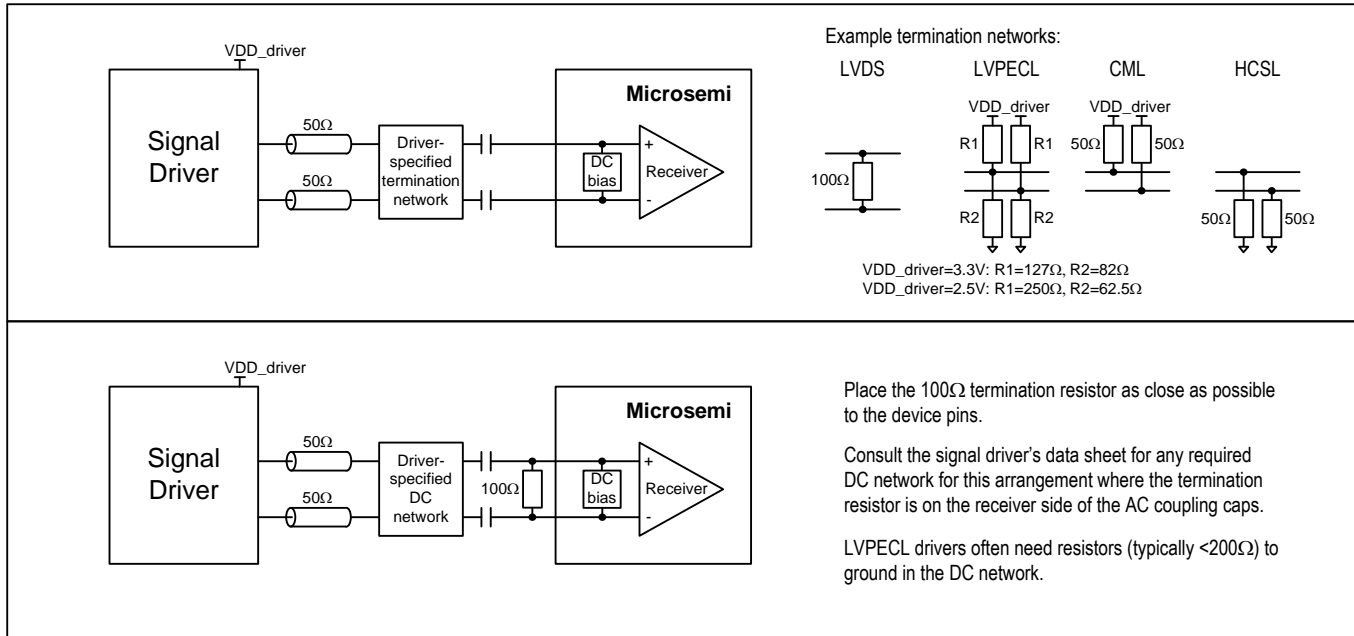 VDD_driver
Signal
Driver
50Ω
50Ω
Driver-
specified
termination
network
Microsemi
DC
bias
+
-
Receiver
Example termination networks:
LVDS
LVPECL
CML
HCSL
100Ω
VDD_driver
R1
R1
R2
R2
VDD_driver
50Ω
50Ω
50Ω
50Ω
VDD_driver=3.3V: R1=127Ω, R2=82Ω
VDD_driver=2.5V: R1=250Ω, R2=62.5Ω
VDD_driver
Signal
Driver
50Ω
50Ω
Driver-
specified
DC
network
100Ω
Microsemi
DC
bias
+
-
Receiver
Place the 100Ω termination resistor as close as possible
to the device pins.
Consult the signal driver's data sheet for any required
DC network for this arrangement where the termination
resistor is on the receiver side of the AC coupling caps.
LVPECL drivers often need resistors (typically <200Ω) to
ground in the DC network.